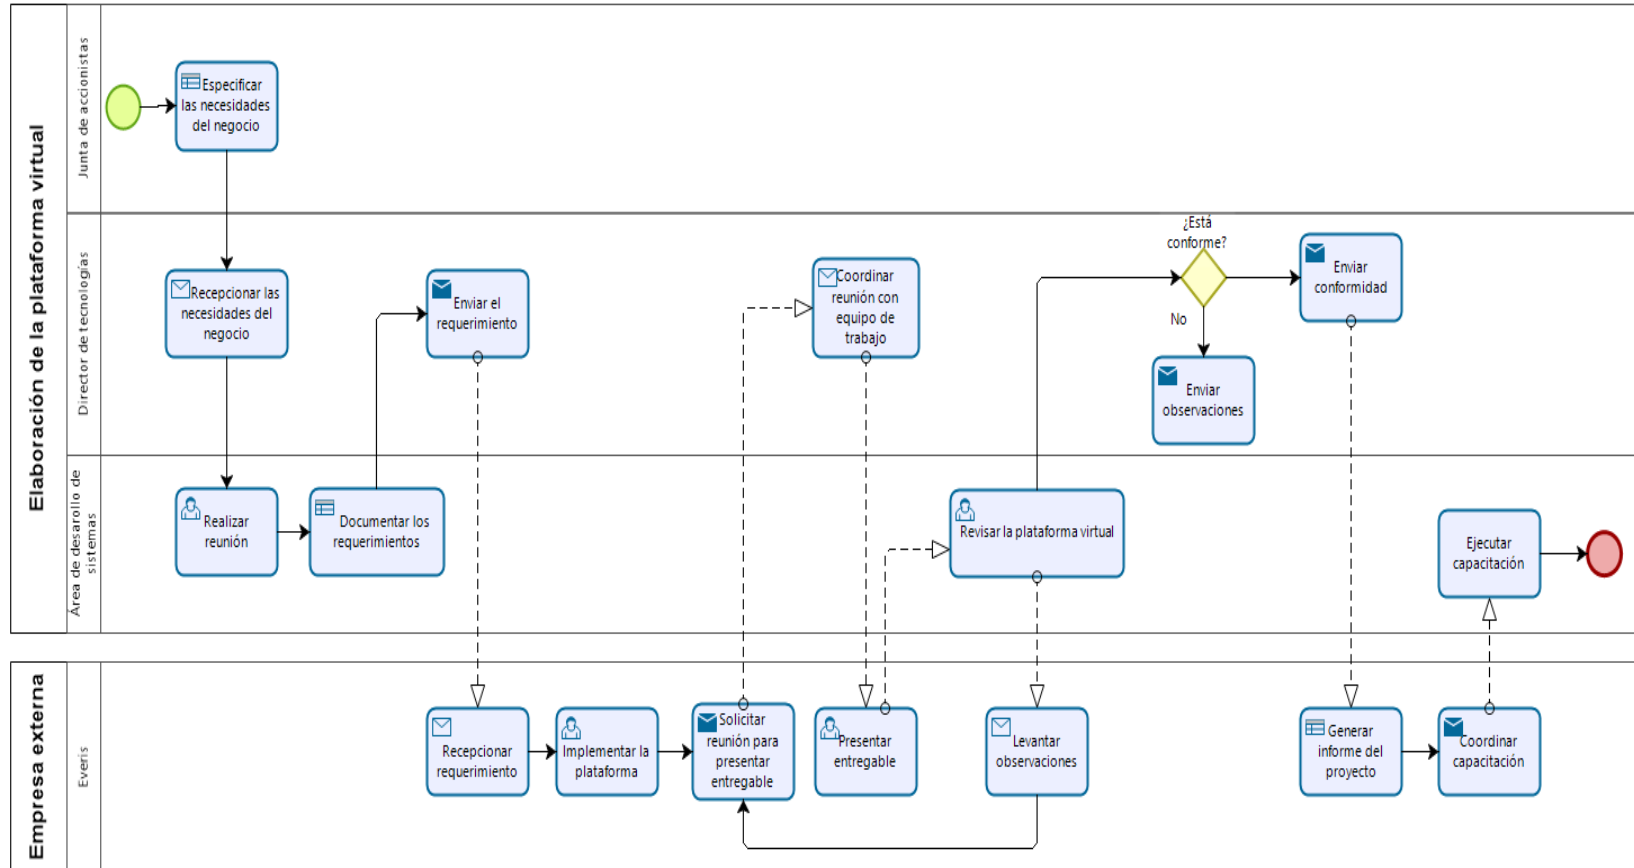 Elaboración de la plataforma virtual
Junta de accionistas
Especificar
las necesidades
del negocio
Director de tecnologías
Recepcionar las
necesidades del
negocio
Enviar el
requerimiento
Coordinar
reunión con
equipo de
trabajo
¿Está
conforme?
No
Enviar
conformidad
Enviar
observaciones
Área de desarollo de
sistemas
Realizar
reunión
Documentar los
requerimientos
Revisar la plataforma virtual
Ejecutar
capacitación
Empresa externa
Everis
Recepcionar
requerimiento
Implementar la
plataforma
Solicitar
reunión para
presentar
entregable
Presentar
entregable
Levantar
observaciones
Generar
informe del
proyecto
Coordinar
capacitación